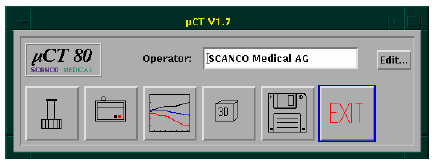 µCT V1.7
µCT 80
SCANCO MEDICAL
Operator: SCANCO Medical AG Edit...
3D EXIT